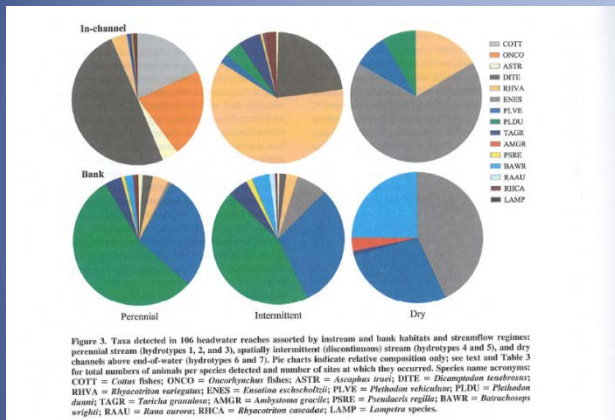 In-channel
COTT
ONCO
ASTR
DITE
RHVA
ENES
PLVE
PLDU
TAGR
AMGR
PSRE
BAWR
RAAU
RHCA
LAMP
Bank
Perennial
Intermittent
Dry
Figure 3. Taxa detected in 106 headwater reaches assorted by instream and bank habitats and streamflow regimes:
perennial stream (hydrotypes 1, 2, and 3), spatially intermittent (discontinuous) stream (hydrotypes 4 and 5), and dry
channels above end-of-water (hydrotypes 6 and 7). Pie charts indicate relative composition only; see text and Table 3
for total numbers of animals per species detected and number of sites at which they occurred. Species name acronyms:
COTT = Cottus fishes; ONCO = Oncorhynchus fishes; ASTR = Ascaphus truei; DITE = Dicamptodon tenebrosus;
RHVA = Rhyacotriton variegatus; ENES = Ensatina eschscholtzii; PLVE = Plethodon vehiculum; PLDU = Plethodon
dunni; TAGR = Taricha granulosa; AMGR = Ambystoma gracile; PSRE = Pseudacris regilla; BAWR = Batrachoseps
wrighti; RAAU = Rana aurora; RHCA = Rhyacotriton cascadae; LAMP = Lampetra species.